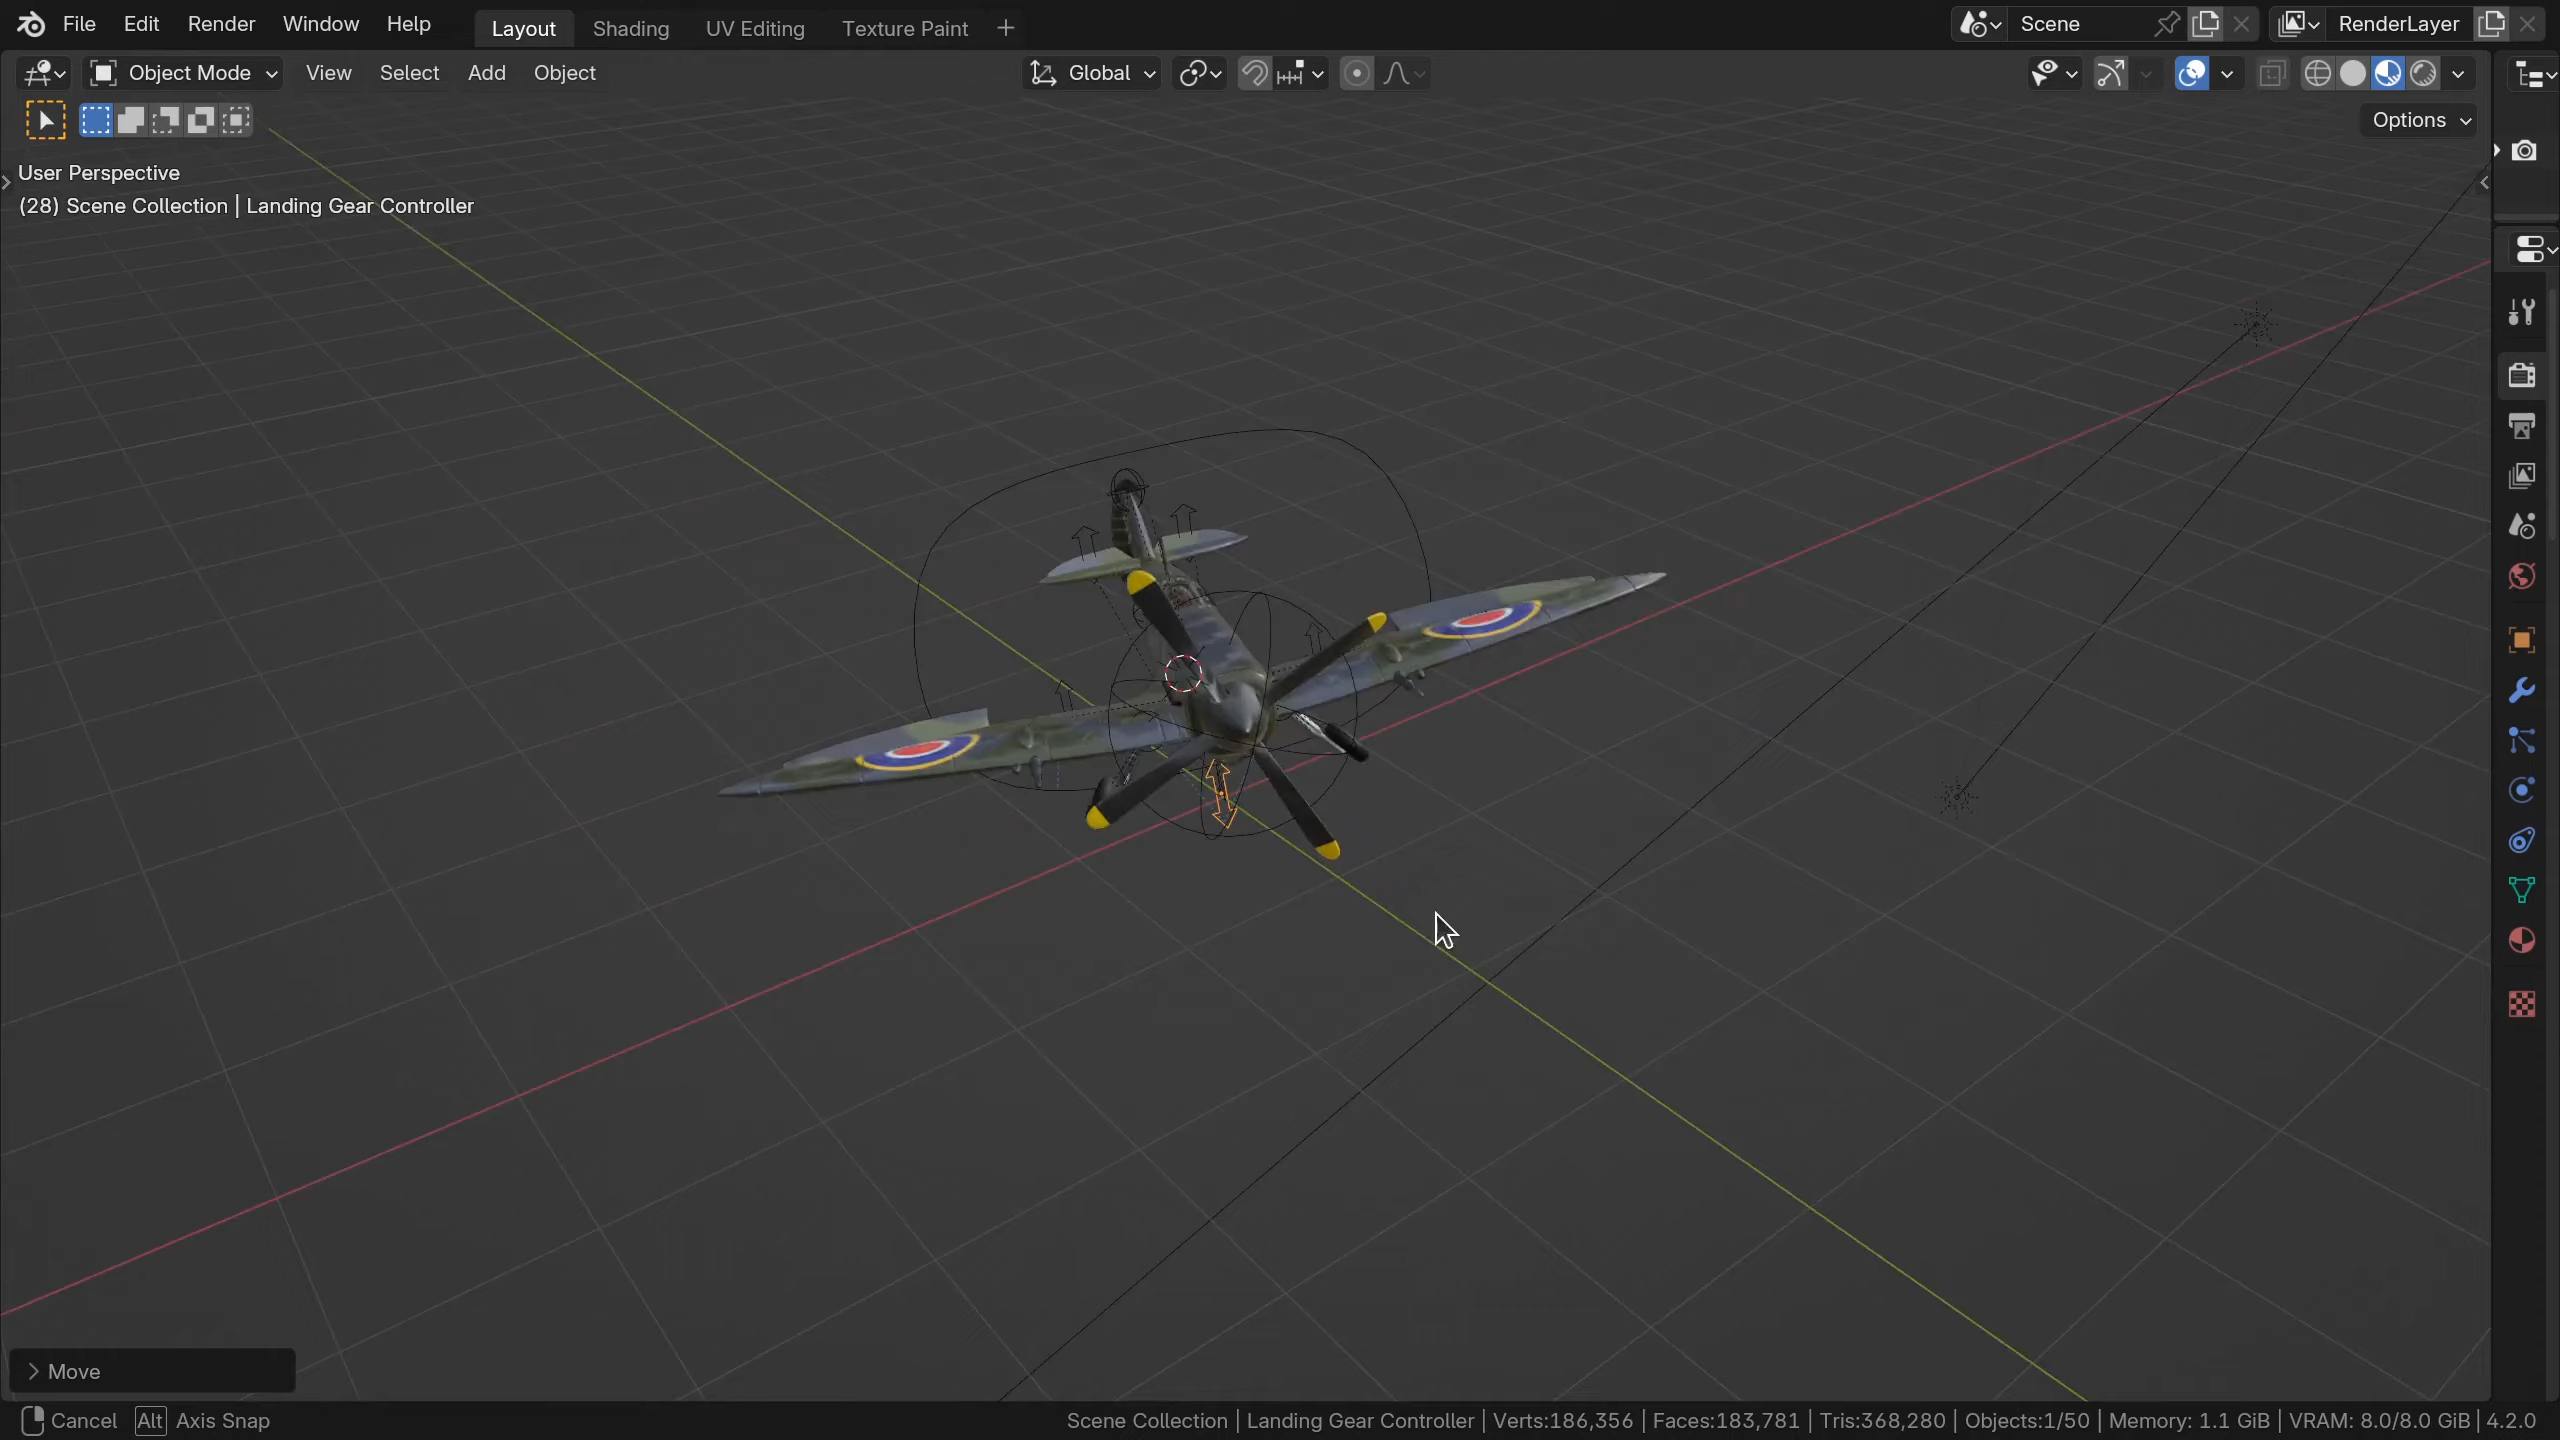 File Edit Render Window Help Layout Shading UV Editing Texture Paint + Scene RenderLayer
Object Mode View Select Add Object Global
Options
User Perspective
(28) Scene Collection | Landing Gear Controller
> Move
Cancel Alt Axis Snap Scene Collection | Landing Gear Controller | Verts:186,356 | Faces:183,781 | Tris:368,280 | Objects:1/50 | Memory: 1.1 GiB | VRAM: 8.0/8.0 GiB | 4.2.0